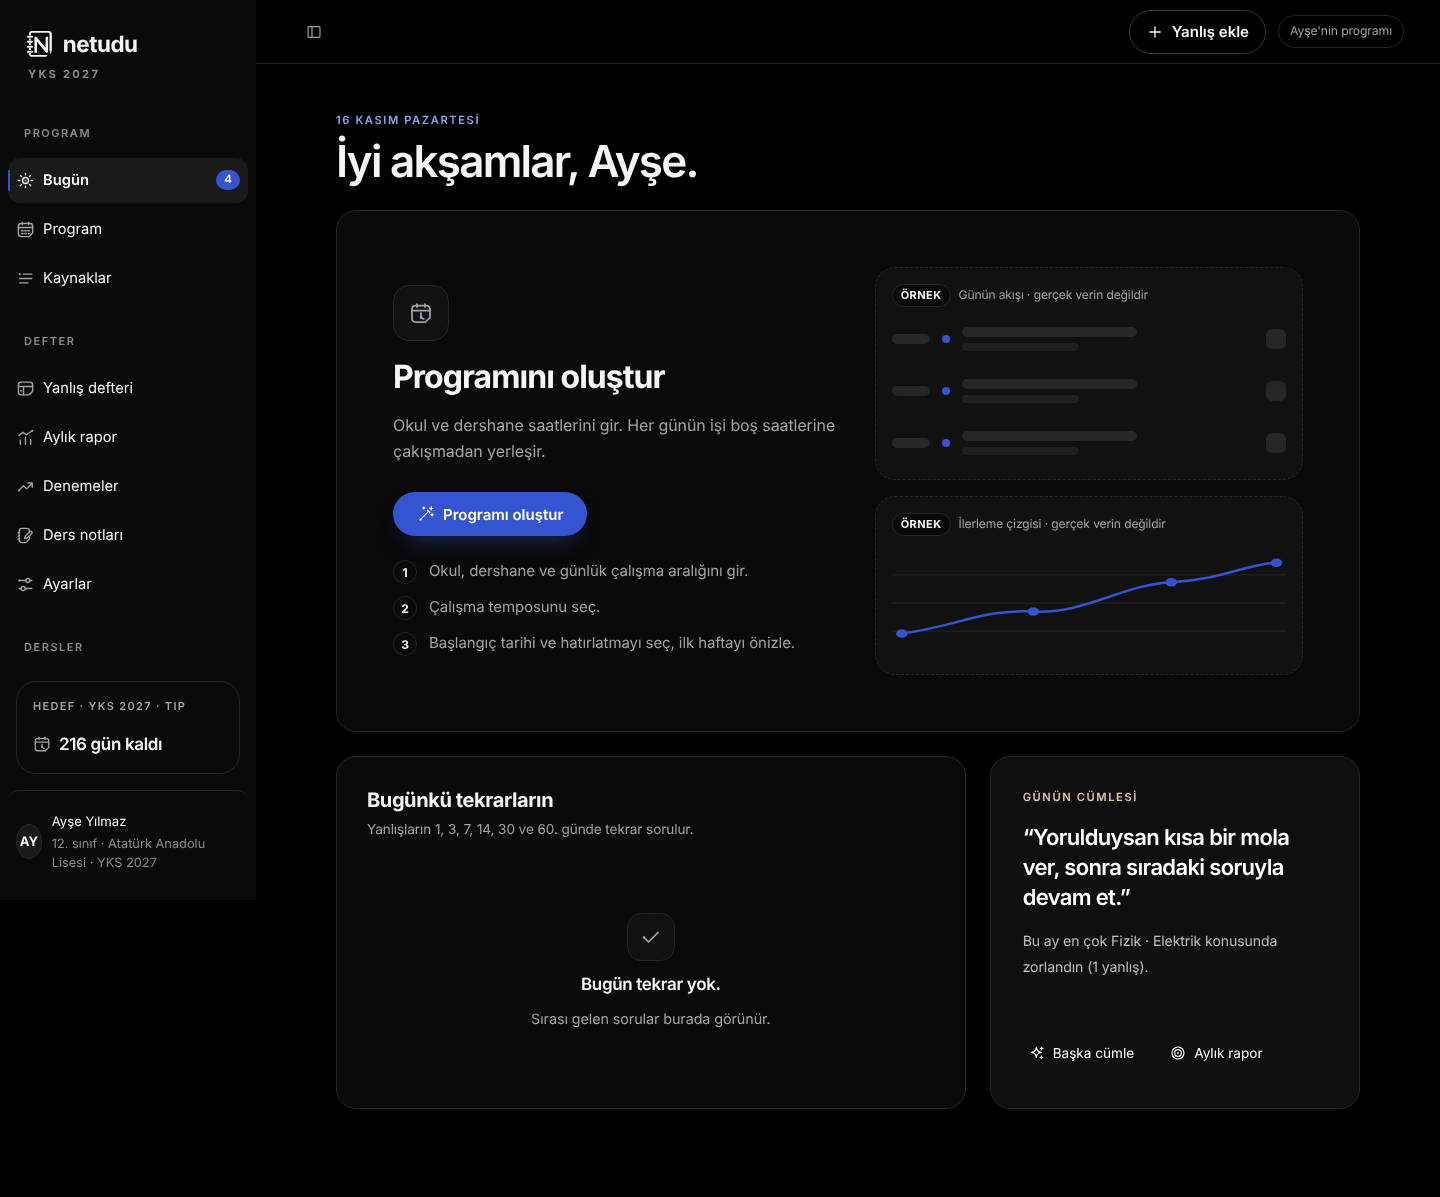 netudu
YKS 2027
PROGRAM
Bugün 4
Program
Kaynaklar
DEFTER
Yanlış defteri
Aylık rapor
Denemeler
Ders notları
Ayarlar
DERSLER
HEDEF · YKS 2027 · TIP
216 gün kaldı
AY
Ayşe Yılmaz
12. sınıf · Atatürk Anadolu
Lisesi · YKS 2027
Yanlış ekle
Ayşe'nin programı
16 KASIM PAZARTESİ
İyi akşamlar, Ayşe.
Programını oluştur
Okul ve dershane saatlerini gir. Her günün işi boş saatlerine
çakışmadan yerleşir.
Programı oluştur
1 Okul, dershane ve günlük çalışma aralığını gir.
2 Çalışma temposunu seç.
3 Başlangıç tarihi ve hatırlatmayı seç, ilk haftayı önizle.
ÖRNEK Günün akışı · gerçek verin değildir
ÖRNEK İlerleme çizgisi · gerçek verin değildir
Bugünkü tekrarların
Yanlışların 1, 3, 7, 14, 30 ve 60. günde tekrar sorulur.
Bugün tekrar yok.
Sırası gelen sorular burada görünür.
GÜNÜN CÜMLESİ
“Yorulduysan kısa bir mola
ver, sonra sıradaki soruyla
devam et.”
Bu ay en çok Fizik · Elektrik konusunda
zorlandın (1 yanlış).
Başka cümle
Aylık rapor